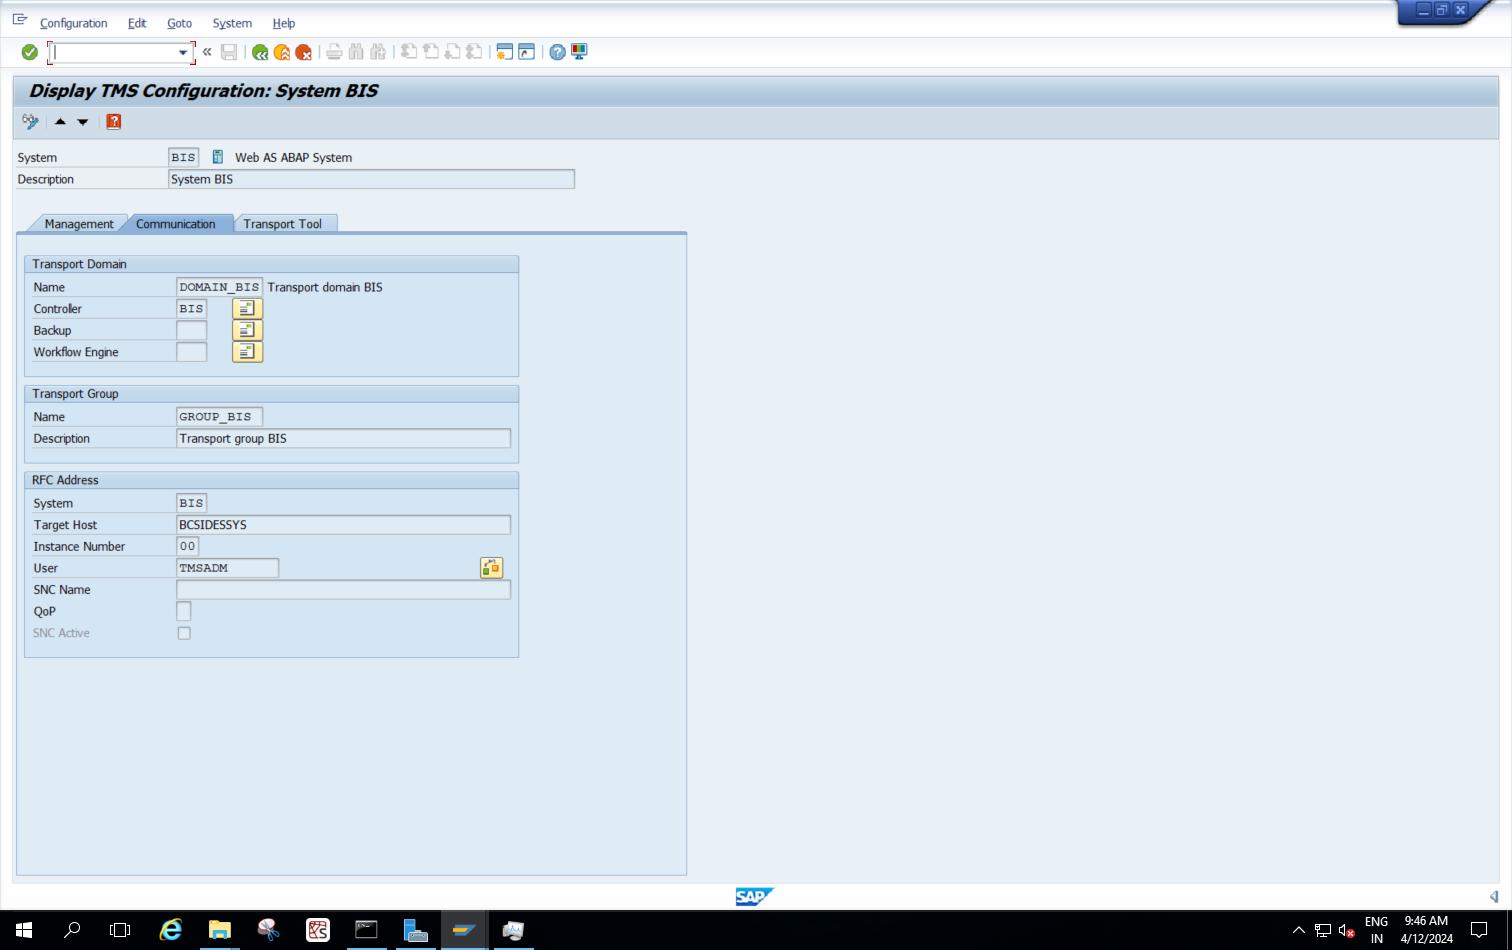 Configuration Edit Goto System Help
Display TMS Configuration: System BIS
System BIS Web AS ABAP System
Description System BIS
Management Communication Transport Tool
Transport Domain
Name DOMAIN_BIS Transport domain BIS
Controller BIS
Backup
Workflow Engine
Transport Group
Name GROUP_BIS
Description Transport group BIS
RFC Address
System BIS
Target Host BCSIDESSYS
Instance Number 00
User TMSADM
SNC Name
QoP
SNC Active
SAP
ENG 9:46 AM
IN 4/12/2024